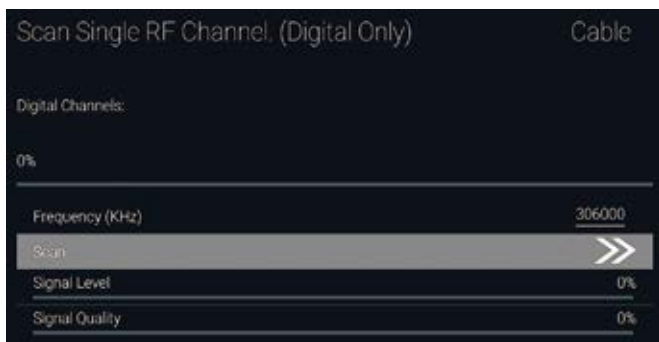 Scan Single RF Channel. (Digital Only) Cable
Digital Channels:
0%
Frequency (KHz) 306000
Scan
Signal Level 0%
Signal Quality 0%